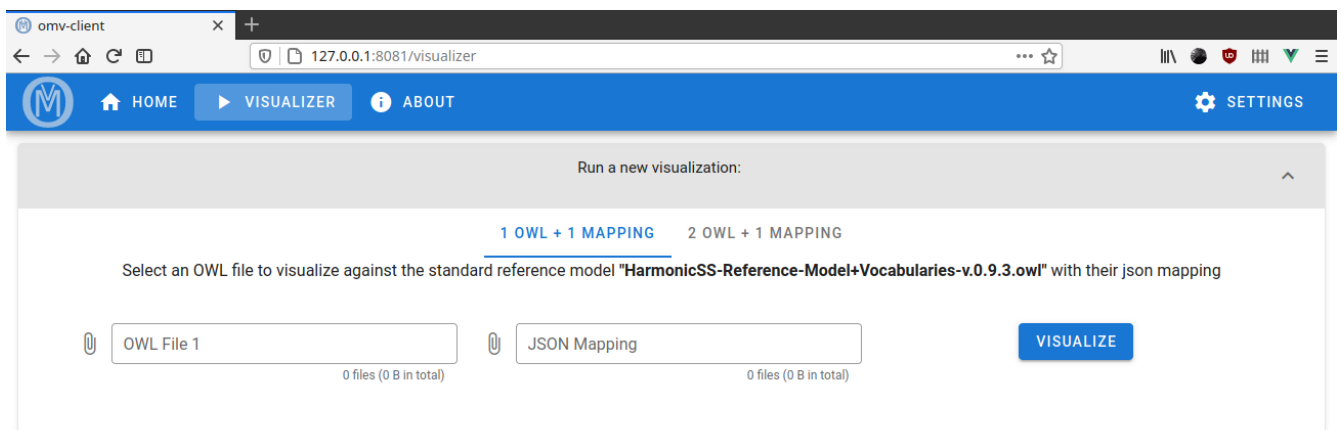 omv-client
127.0.0.1:8081/visualizer
HOME VISUALIZER ABOUT SETTINGS
Run a new visualization:
1 OWL + 1 MAPPING 2 OWL + 1 MAPPING
Select an OWL file to visualize against the standard reference model "HarmonicSS-Reference-Model+Vocabularies-v.0.9.3.owl" with their json mapping
OWL File 1 JSON Mapping VISUALIZE
0 files (0 B in total) 0 files (0 B in total)